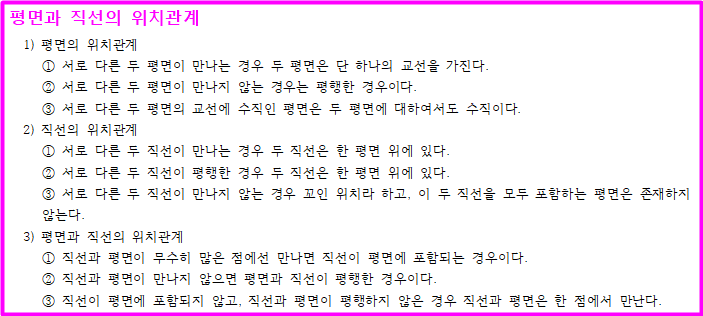 평면과 직선의 위치관계
1) 평면의 위치관계
① 서로 다른 두 평면이 만나는 경우 두 평면은 단 하나의 교선을 가진다.
② 서로 다른 두 평면이 만나지 않는 경우는 평행한 경우이다.
③ 서로 다른 두 평면의 교선에 수직인 평면은 두 평면에 대하여서도 수직이다.
2) 직선의 위치관계
① 서로 다른 두 직선이 만나는 경우 두 직선은 한 평면 위에 있다.
② 서로 다른 두 직선이 평행한 경우 두 직선은 한 평면 위에 있다.
③ 서로 다른 두 직선이 만나지 않는 경우 꼬인 위치라 하고, 이 두 직선을 모두 포함하는 평면은 존재하지
않는다.
3) 평면과 직선의 위치관계
① 직선과 평면이 무수히 많은 점에선 만나면 직선이 평면에 포함되는 경우이다.
② 직선과 평면이 만나지 않으면 평면과 직선이 평행한 경우이다.
③ 직선이 평면에 포함되지 않고, 직선과 평면이 평행하지 않은 경우 직선과 평면은 한 점에서 만난다.